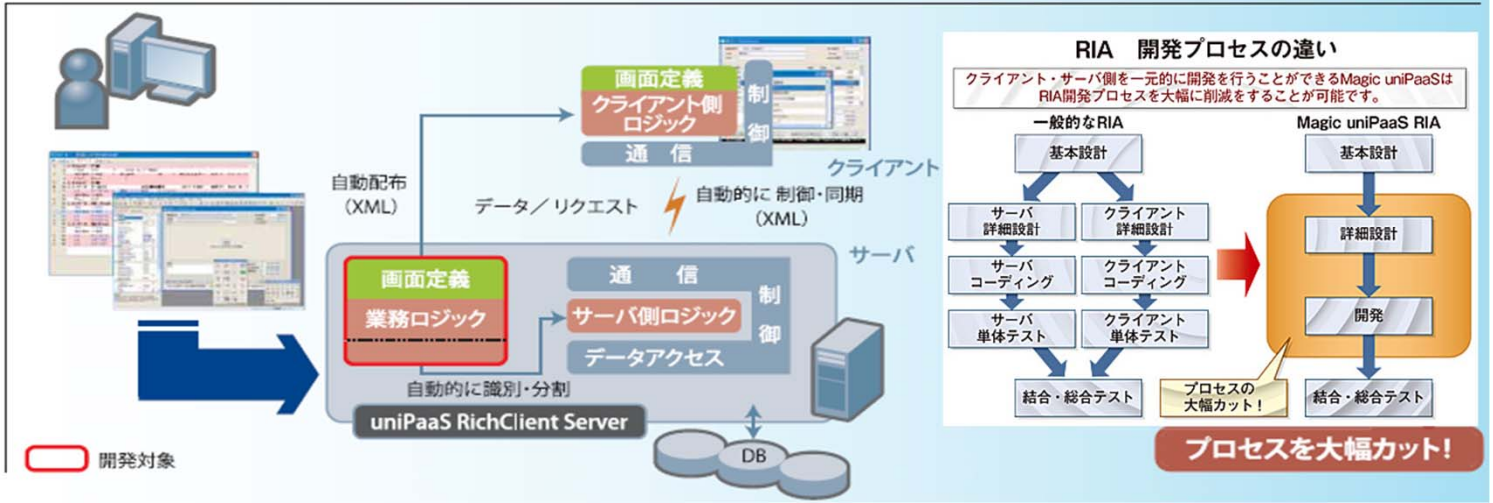 画面定義
クライアント側
ロジック
制
御
通 信
クライアント
自動配布
(XML)
データ／リクエスト
自動的に 制御・同期
(XML)
サーバ
画面定義
業務ロジック
通 信
サーバ側ロジック
制
御
データアクセス
自動的に識別・分割
uniPaaS RichClient Server
DB
開発対象
RIA 開発プロセスの違い
クライアント・サーバ側を一元的に開発を行うことができるMagic uniPaaSは
RIA開発プロセスを大幅に削減をすることが可能です。
一般的なRIA
基本設計
サーバ
詳細設計
クライアント
詳細設計
サーバ
コーディング
クライアント
コーディング
サーバ
単体テスト
クライアント
単体テスト
結合・総合テスト
Magic uniPaaS RIA
基本設計
詳細設計
開発
プロセスの
大幅カット！
結合・総合テスト
プロセスを大幅カット！